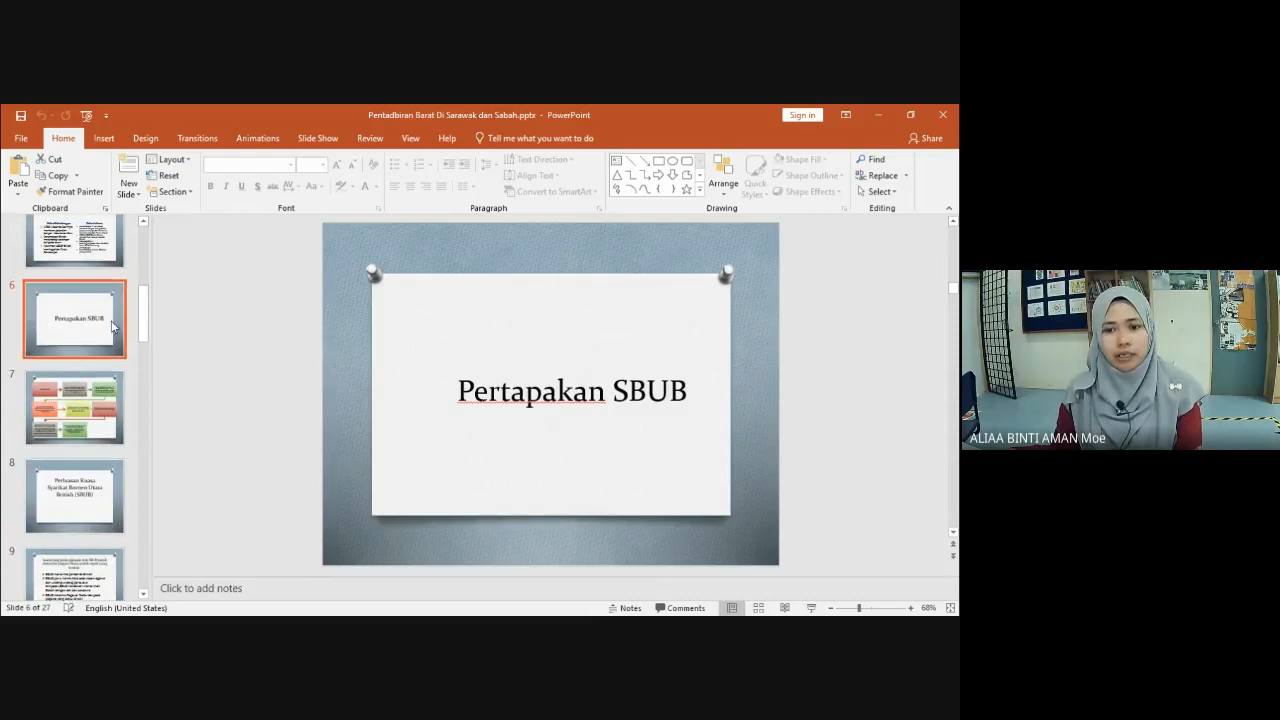 Pentadbiran Barat Di Sarawak dan Sabah.pptx - PowerPoint
Sign in
File Home Insert Design Transitions Animations Slide Show Review View Help Tell me what you want to do Share
Paste
Cut
Copy
Format Painter
Clipboard
New
Slide
Layout
Reset
Section
Slides
B I U S abc AV Aa A
Font
Text Direction
Align Text
Convert to SmartArt
Paragraph
Arrange
Quick
Styles
Shape Fill
Shape Outline
Shape Effects
Drawing
Find
Replace
Select
Editing
6
Pertapakan SBUB
7
8
Perluasan Kuasa
Syarikat Borneo Utara
British (SBUB)
9
Pertapakan SBUB
Click to add notes
Slide 6 of 27 English (United States) Notes Comments 68%
ALIAA BINTI AMAN Moe